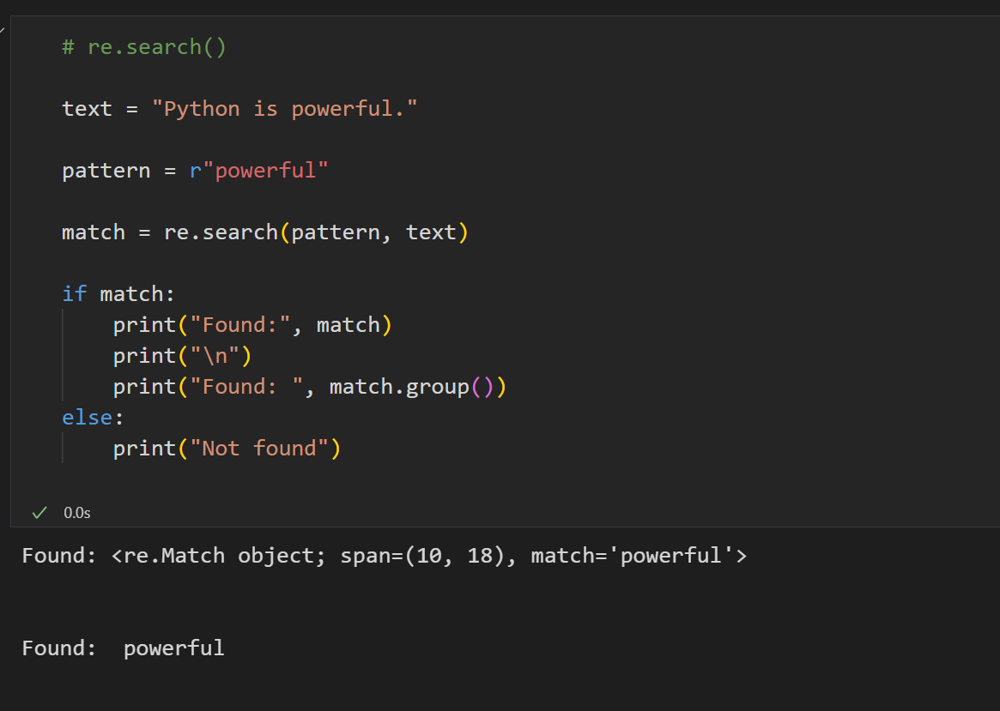 # re.search()
text = "Python is powerful."
pattern = r"powerful"
match = re.search(pattern, text)
if match:
    print("Found:", match)
    print("\n")
    print("Found: ", match.group())
else:
    print("Not found")
0.0s
Found: <re.Match object; span=(10, 18), match='powerful'>
Found:  powerful